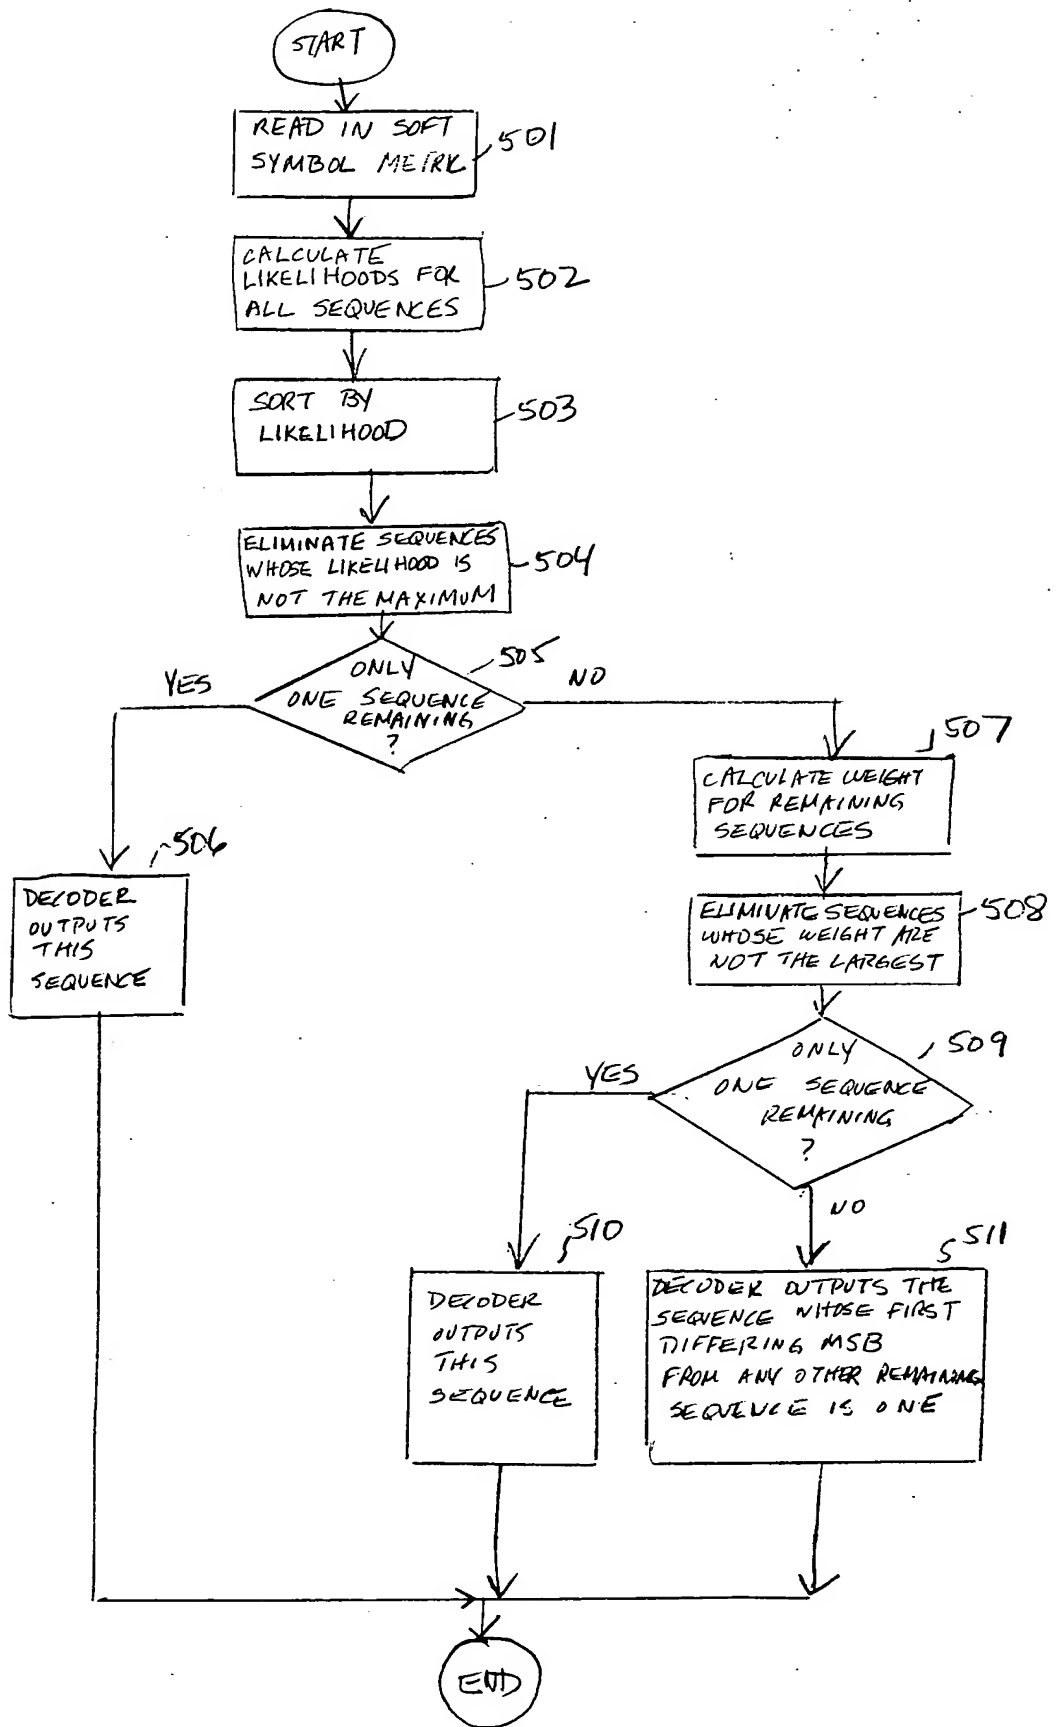 START
READ IN SOFT
SYMBOL METRIC
501
CALCULATE
LIKELIHOODS FOR
ALL SEQUENCES
502
SORT BY
LIKELIHOOD
503
ELIMINATE SEQUENCES
WHOSE LIKELIHOOD IS
NOT THE MAXIMUM
504
ONLY
ONE SEQUENCE
REMAINING
?
505
YES
NO
506
DECODER
OUTPUTS
THIS
SEQUENCE
507
CALCULATE WEIGHT
FOR REMAINING
SEQUENCES
ELIMINATE SEQUENCES
WHOSE WEIGHT ARE
NOT THE LARGEST
508
ONLY
ONE SEQUENCE
REMAINING
?
509
YES
NO
510
DECODER
OUTPUTS
THIS
SEQUENCE
511
DECODER OUTPUTS THE
SEQUENCE WHOSE FIRST
DIFFERING MSB
FROM ANY OTHER REMAINING
SEQUENCE IS ONE
END